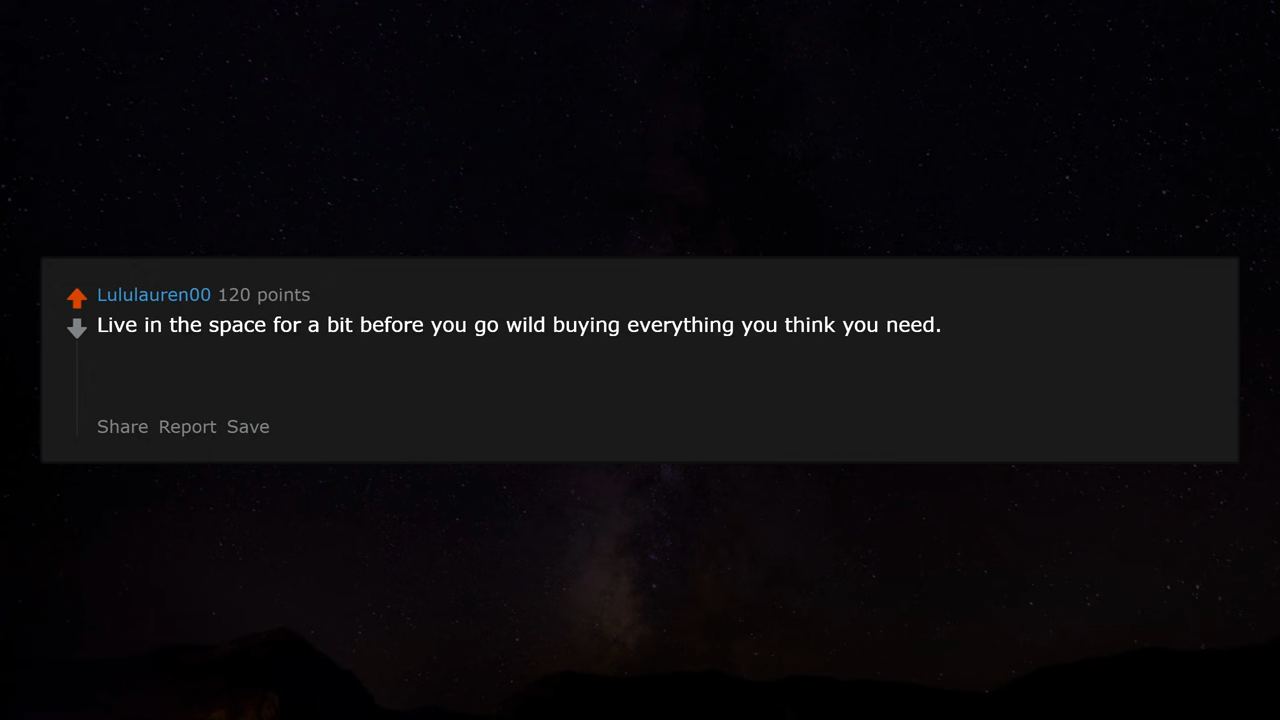 Lululauren00 120 points
Live in the space for a bit before you go wild buying everything you think you need.
Share Report Save